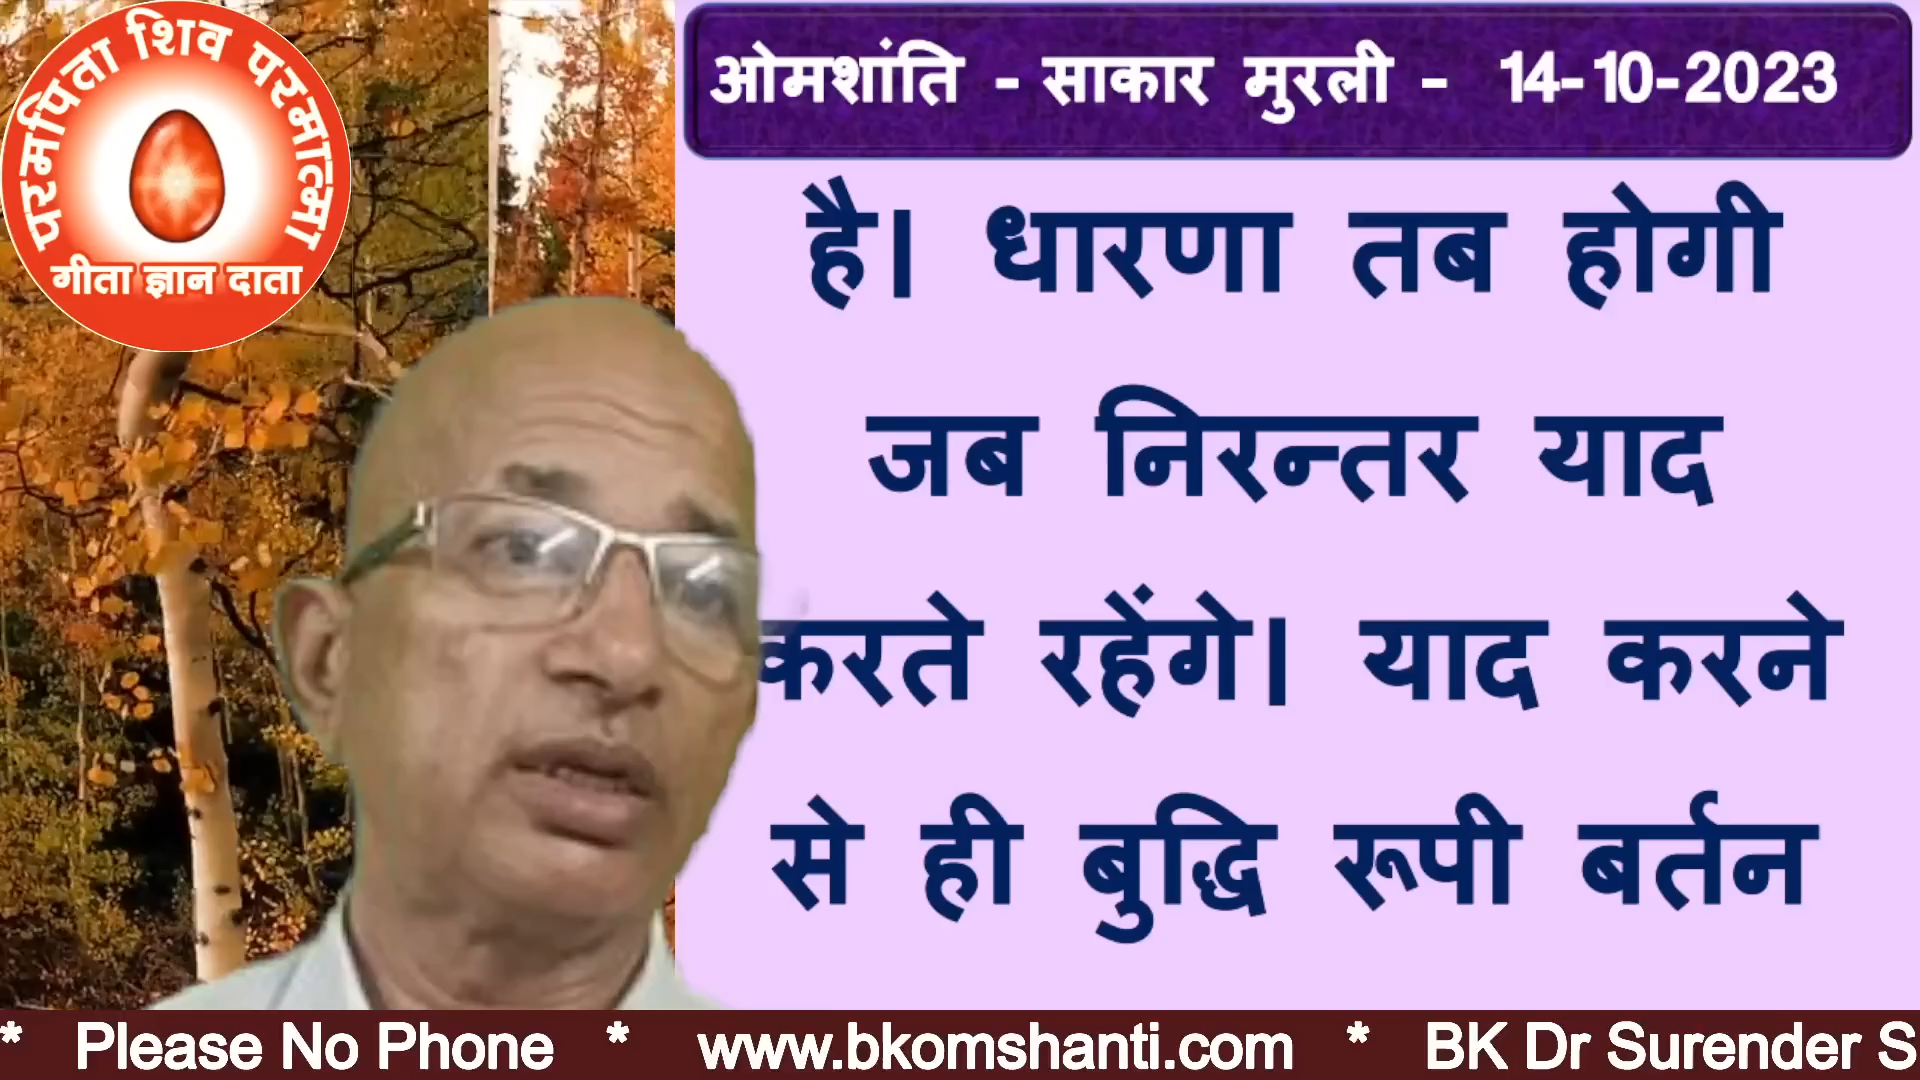 परमपिता शिव परमात्मा
गीता ज्ञान दाता
ओमशांति - साकार मुरली - 14-10-2023
है। धारणा तब होगी
जब निरन्तर याद
करते रहेंगे। याद करने
से ही बुद्धि रूपी बर्तन
* Please No Phone * www.bkomshanti.com * BK Dr Surender S